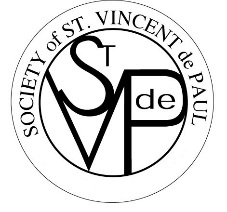 SOCIETY of ST. VINCENT de PAUL
ST
V de P